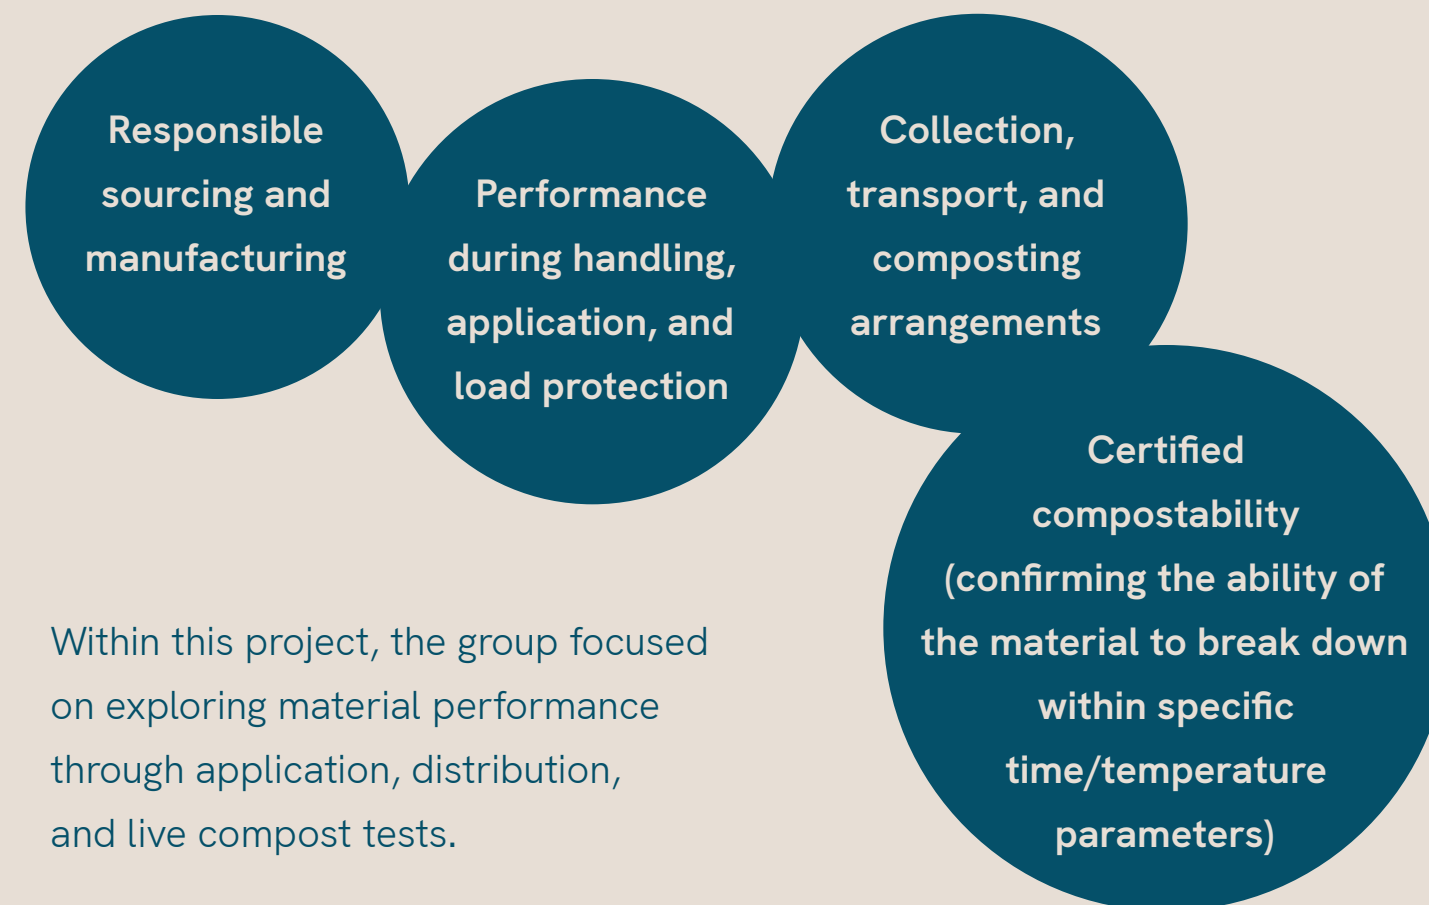 Responsible
sourcing and
manufacturing
Performance
during handling,
application, and
load protection
Collection,
transport, and
composting
arrangements
Certified
compostability
(confirming the ability of
the material to break down
within specific
time/temperature
parameters)
Within this project, the group focused
on exploring material performance
through application, distribution,
and live compost tests.